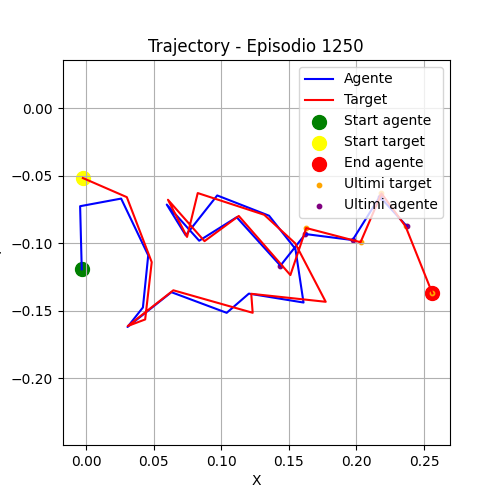 Trajectory - Episodio 1250
Agente
Target
Start agente
Start target
End agente
Ultimi target
Ultimi agente
0.00
−0.05
−0.10
−0.15
−0.20
0.00
0.05
0.10
0.15
0.20
0.25
X